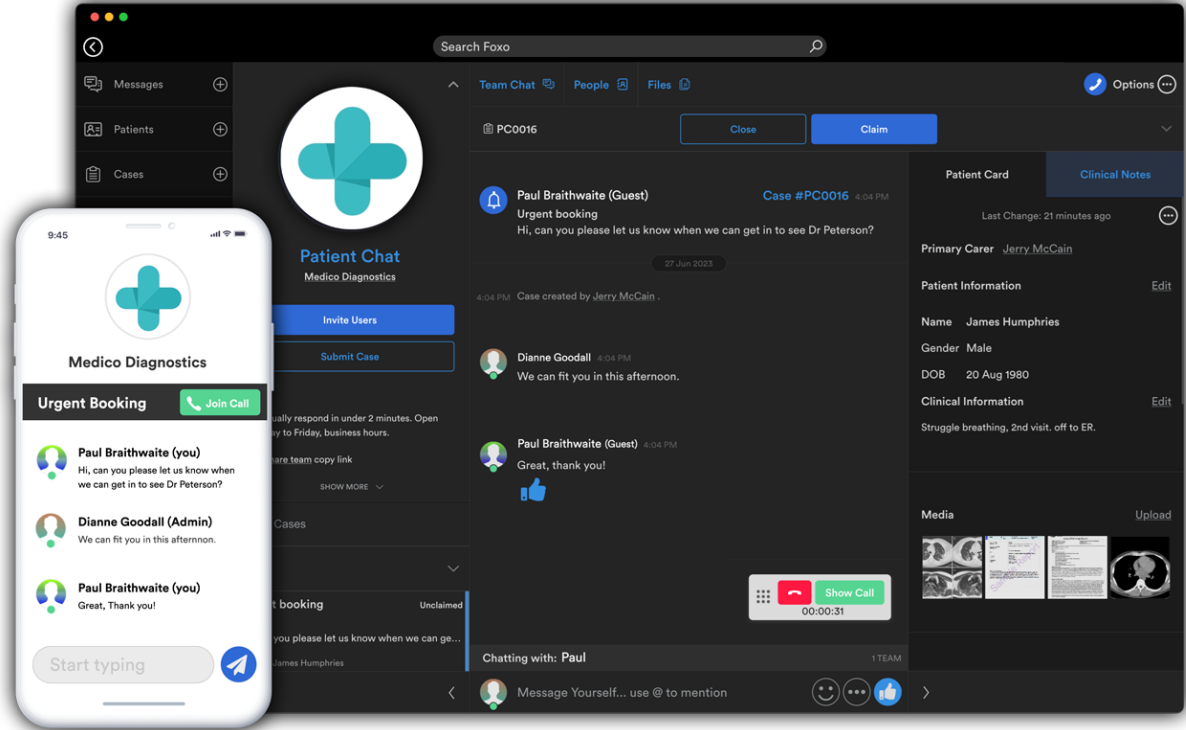 Search Foxo
Messages
Patients
Cases
Patient Chat
Medico Diagnostics
Invite Users
Submit Case
ually respond in under 2 minutes. Open
ay to Friday, business hours.
are team copy link
SHOW MORE
Cases
t booking
Unclaimed
you please let us know when we can ge...
James Humphries
Team Chat
People
Files
Options
PC0016
Close
Claim
Paul Braithwaite (Guest)
Case #PC0016 4:04 PM
Urgent booking
Hi, can you please let us know when we can get in to see Dr Peterson?
27 Jun 2023
4:04 PM Case created by Jerry McCain .
Dianne Goodall 4:04 PM
We can fit you in this afternoon.
Paul Braithwaite (Guest) 4:04 PM
Great, thank you!
Show Call
00:00:31
Chatting with: Paul
1 TEAM
Message Yourself... use @ to mention
Patient Card
Clinical Notes
Last Change: 21 minutes ago
Primary Carer Jerry McCain
Patient Information
Edit
Name James Humphries
Gender Male
DOB 20 Aug 1980
Clinical Information
Edit
Struggle breathing, 2nd visit. off to ER.
Media
Upload
9:45
Medico Diagnostics
Urgent Booking
Join Call
Paul Braithwaite (you)
Hi, can you please let us know when
we can get in to see Dr Peterson?
Dianne Goodall (Admin)
We can fit you in this afternnon.
Paul Braithwaite (you)
Great, Thank you!
Start typing